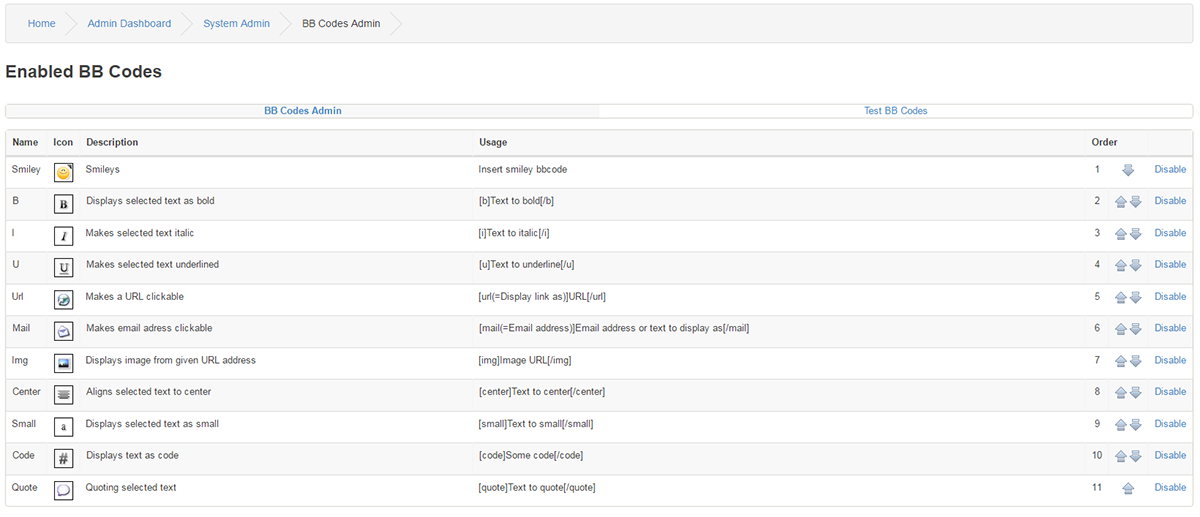 Home Admin Dashboard System Admin BB Codes Admin
Enabled BB Codes
BB Codes Admin Test BB Codes
Name Icon Description Usage Order
Smiley Smileys Insert smiley bbcode 1 Disable
B B Displays selected text as bold [b]Text to bold[/b] 2 Disable
I I Makes selected text italic [i]Text to italic[/i] 3 Disable
U U Makes selected text underlined [u]Text to underline[/u] 4 Disable
Url Makes a URL clickable [url(=Display link as)]URL[/url] 5 Disable
Mail Makes email adress clickable [mail(=Email address)]Email address or text to display as[/mail] 6 Disable
Img Displays image from given URL address [img]Image URL[/img] 7 Disable
Center Aligns selected text to center [center]Text to center[/center] 8 Disable
Small a Displays selected text as small [small]Text to small[/small] 9 Disable
Code # Displays text as code [code]Some code[/code] 10 Disable
Quote Quoting selected text [quote]Text to quote[/quote] 11 Disable